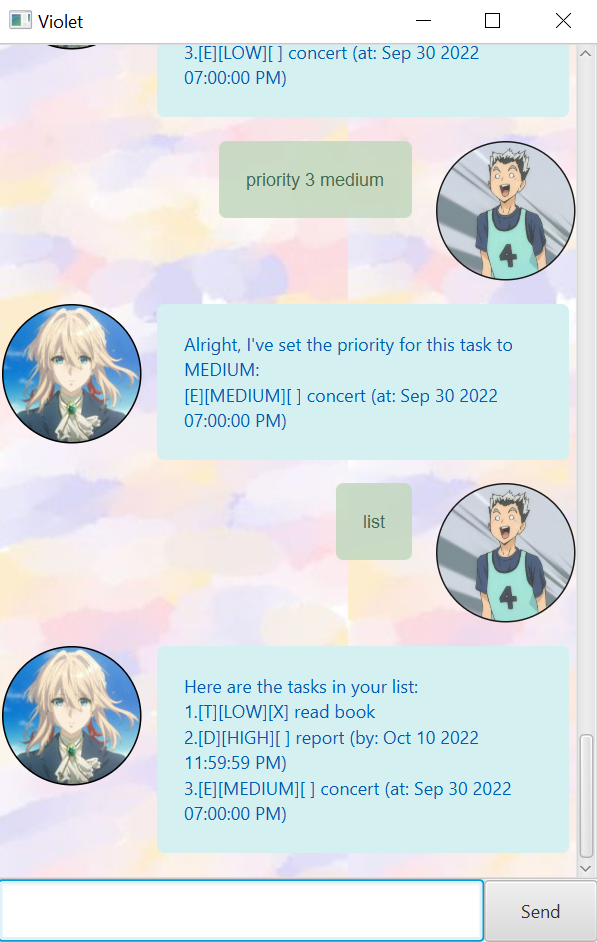 Violet
3.[E][LOW][ ] concert (at: Sep 30 2022
07:00:00 PM)
priority 3 medium
4
Alright, I've set the priority for this task to
MEDIUM:
[E][MEDIUM][ ] concert (at: Sep 30 2022
07:00:00 PM)
list
4
Here are the tasks in your list:
1.[T][LOW][X] read book
2.[D][HIGH][ ] report (by: Oct 10 2022
11:59:59 PM)
3.[E][MEDIUM][ ] concert (at: Sep 30 2022
07:00:00 PM)
Send